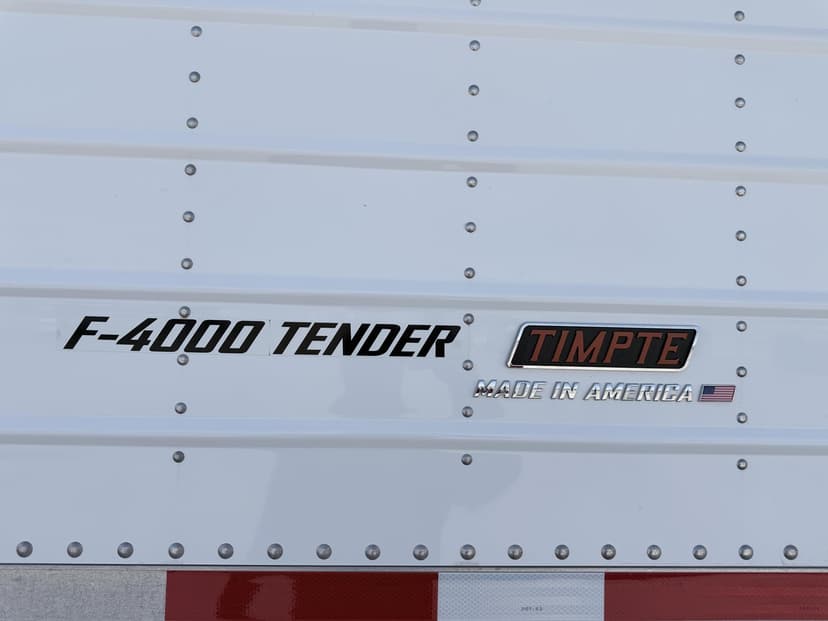 F-4000 TENDER
TIMPTE
MADE IN AMERICA